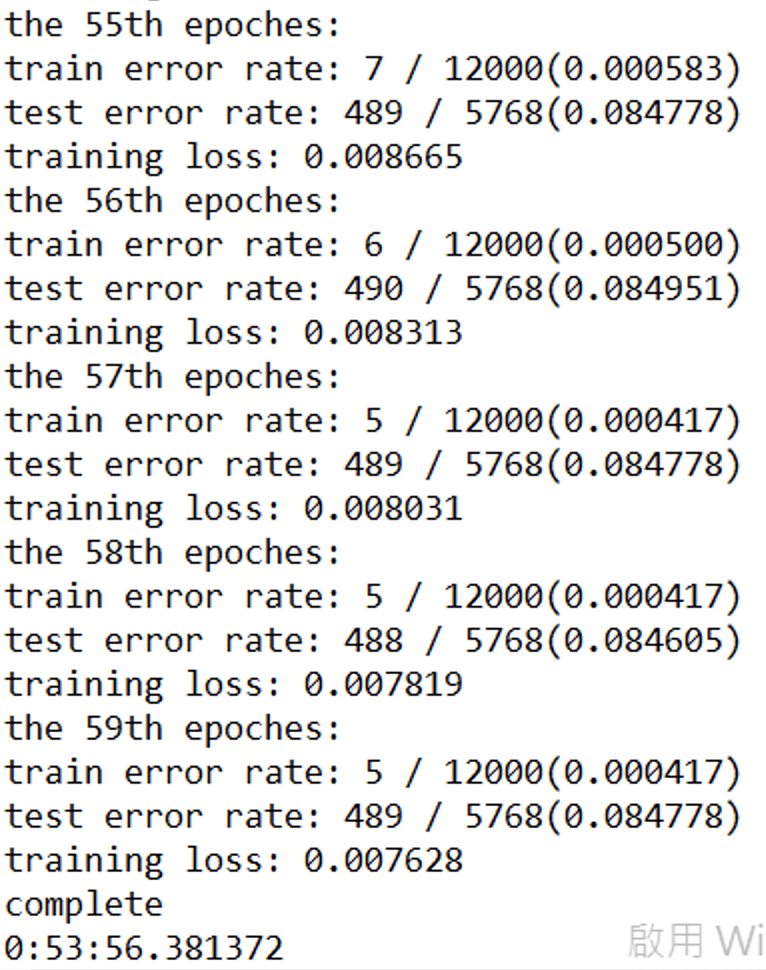 the 55th epoches:
train error rate: 7 / 12000(0.000583)
test error rate: 489 / 5768(0.084778)
training loss: 0.008665
the 56th epoches:
train error rate: 6 / 12000(0.000500)
test error rate: 490 / 5768(0.084951)
training loss: 0.008313
the 57th epoches:
train error rate: 5 / 12000(0.000417)
test error rate: 489 / 5768(0.084778)
training loss: 0.008031
the 58th epoches:
train error rate: 5 / 12000(0.000417)
test error rate: 488 / 5768(0.084605)
training loss: 0.007819
the 59th epoches:
train error rate: 5 / 12000(0.000417)
test error rate: 489 / 5768(0.084778)
training loss: 0.007628
complete
0:53:56.381372
啟用 Wi